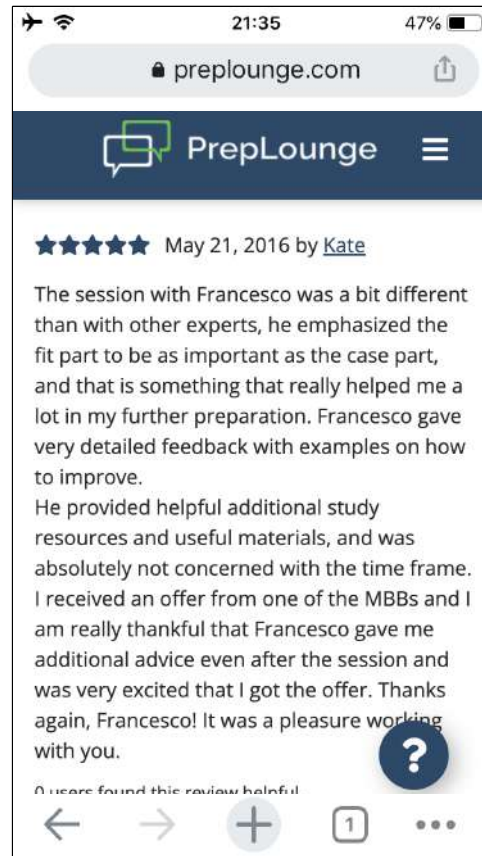 21:35
47%
preplounge.com
PrepLounge
May 21, 2016 by Kate
The session with Francesco was a bit different
than with other experts, he emphasized the
fit part to be as important as the case part,
and that is something that really helped me a
lot in my further preparation. Francesco gave
very detailed feedback with examples on how
to improve.
He provided helpful additional study
resources and useful materials, and was
absolutely not concerned with the time frame.
I received an offer from one of the MBBs and I
am really thankful that Francesco gave me
additional advice even after the session and
was very excited that I got the offer. Thanks
again, Francesco! It was a pleasure working
with you.
?
0 users found this review helpful
1